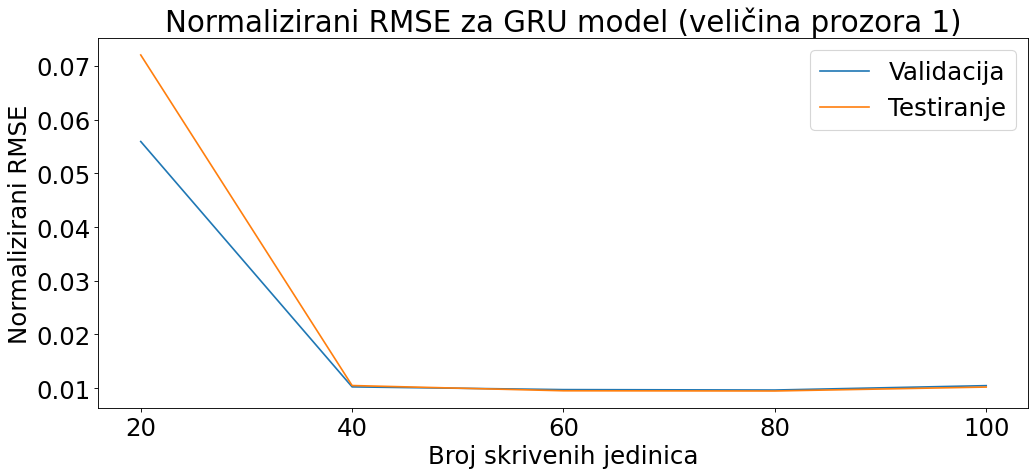 Normalizirani RMSE za GRU model (veličina prozora 1)
Normalizirani RMSE
0.07
0.06
0.05
0.04
0.03
0.02
0.01
Validacija
Testiranje
20 40 60 80 100
Broj skrivenih jedinica